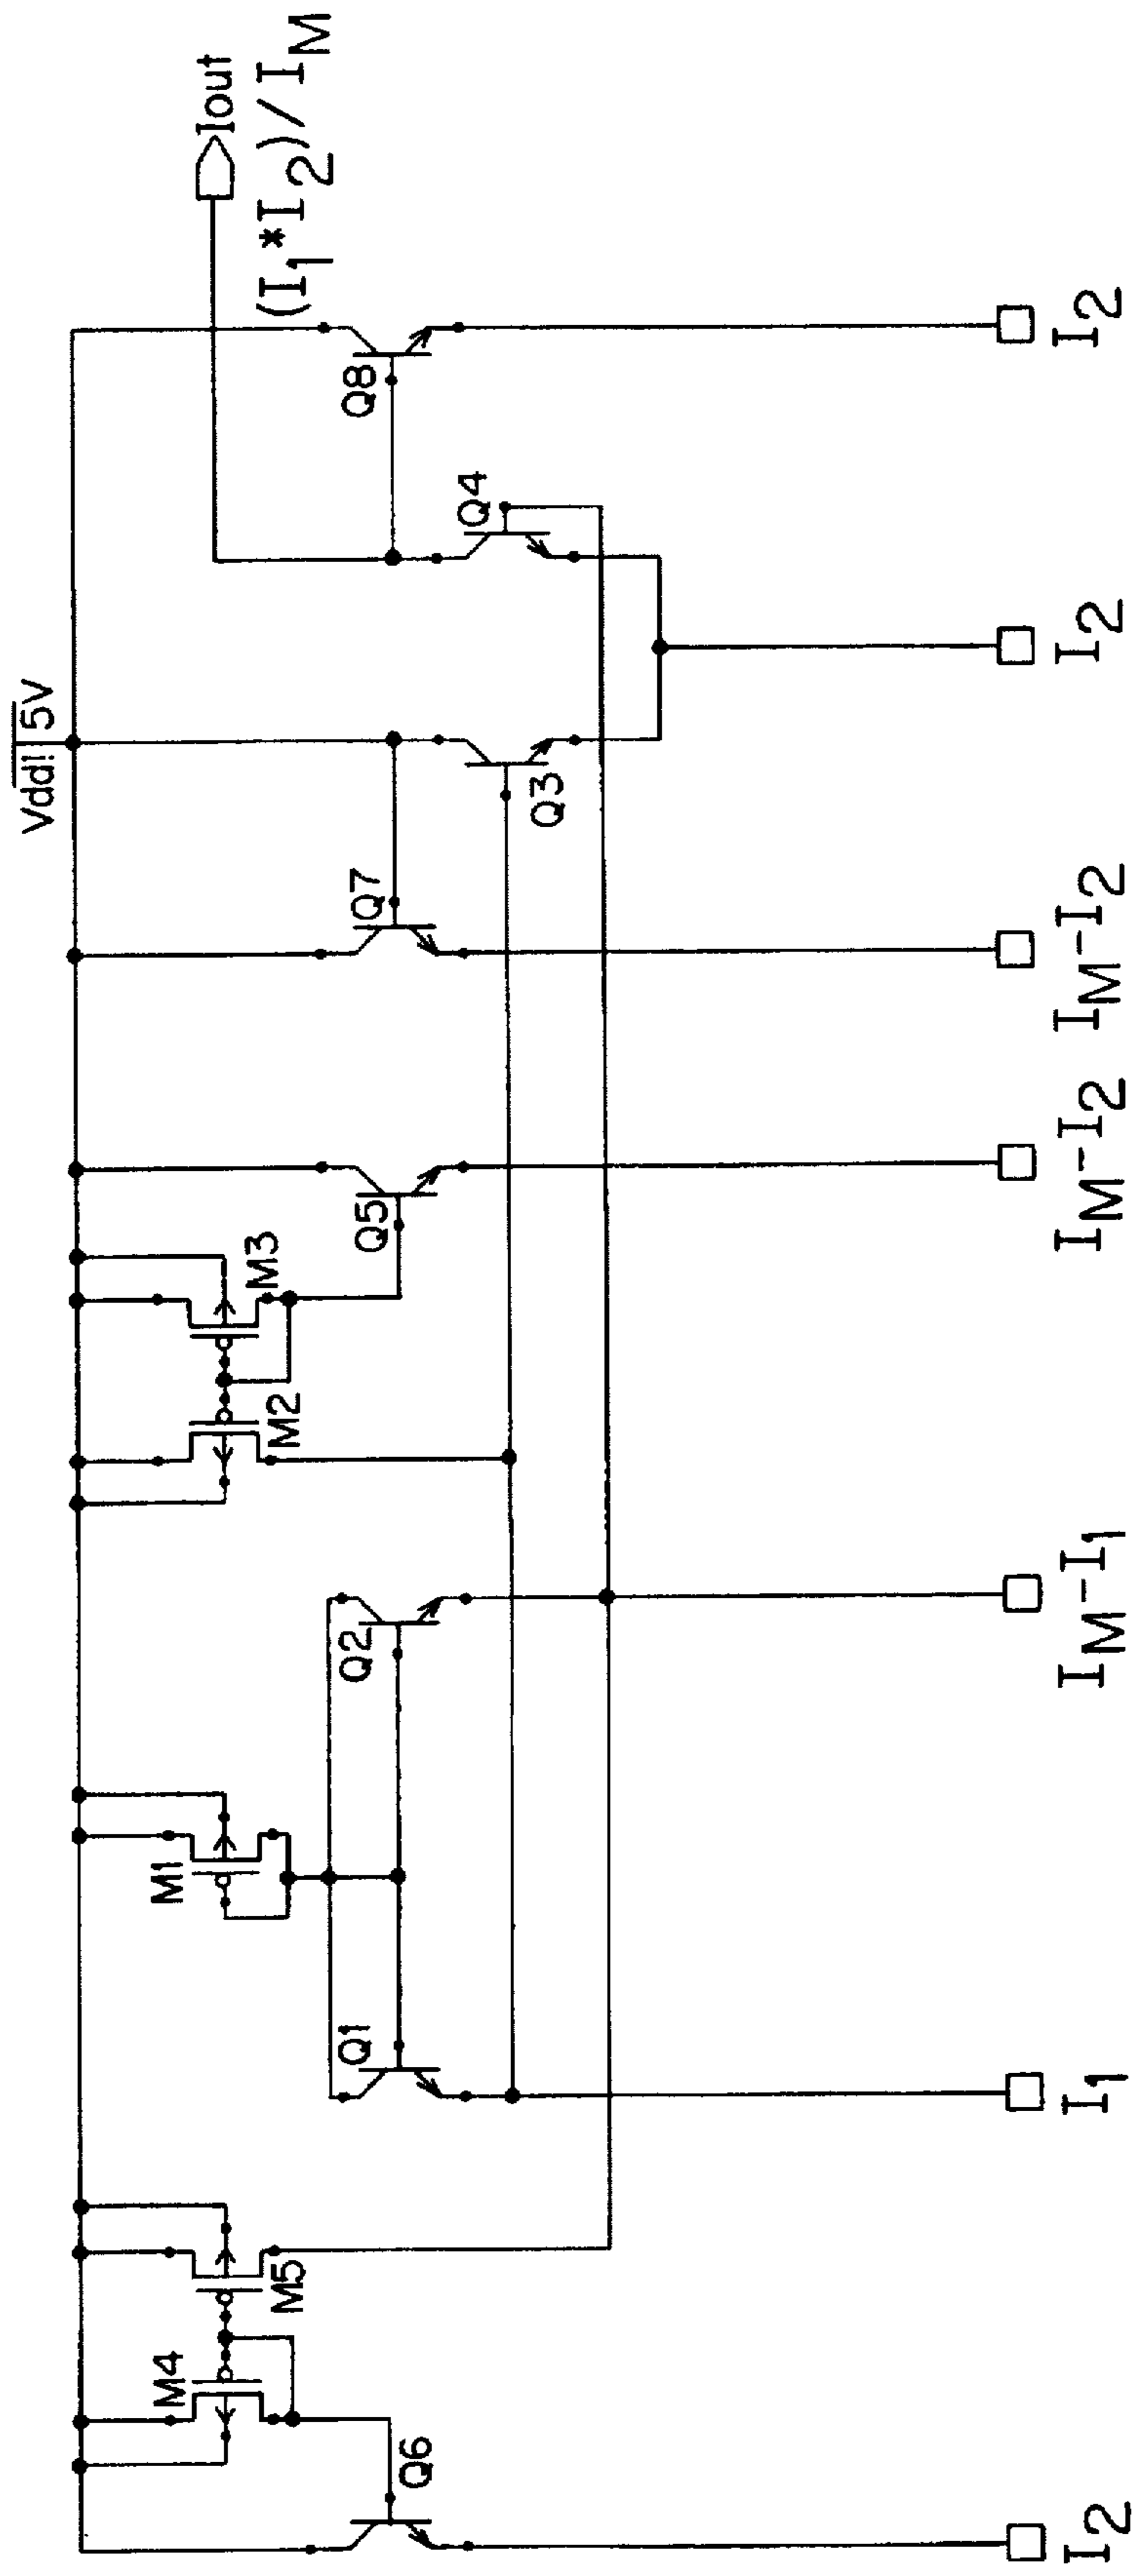 Vdd! 5V
Iout
(I1*I2)/IM
M4
M5
M1
M2
M3
Q6
Q1
Q2
Q5
Q7
Q3
Q4
Q8
I2
I1
IM-I1
IM-I2
IM-I2
I2
I2